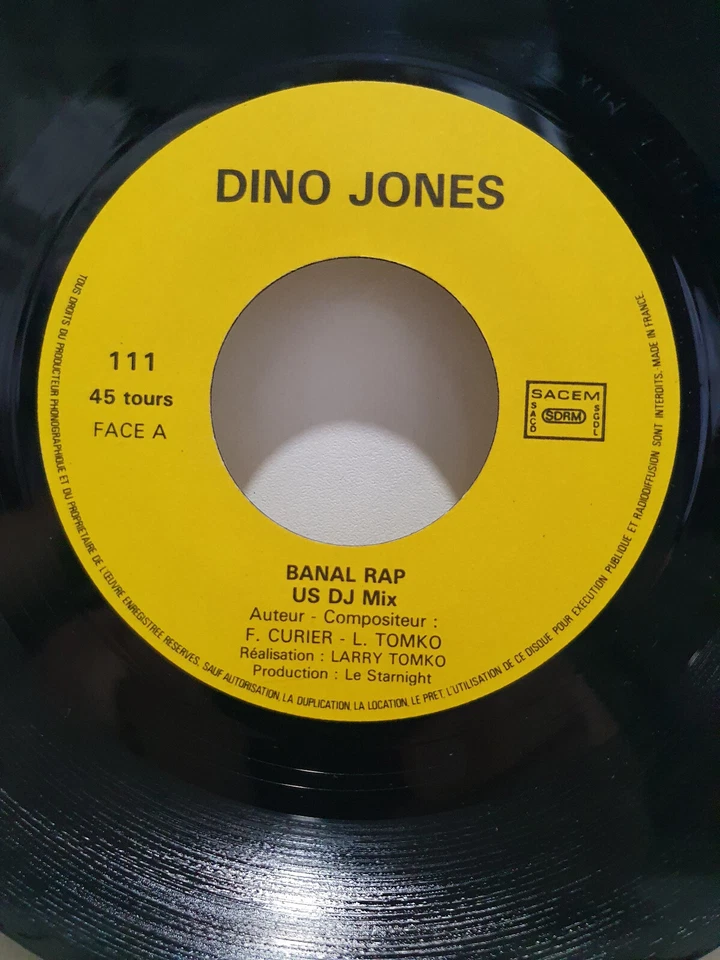 DINO JONES
111
45 tours
FACE A
SACEM
SACD
SDRM
SGDL
BANAL RAP
US DJ Mix
Auteur - Compositeur :
F. CURIER - L. TOMKO
Réalisation : LARRY TOMKO
Production : Le Starnight
TOUS DROITS DU PRODUCTEUR PHONOGRAPHIQUE ET DU PROPRIETAIRE DE L'ŒUVRE ENREGISTREE RESERVES. SAUF AUTORISATION, LA DUPLICATION, LA LOCATION, LE PRET, L'UTILISATION DE CE DISQUE POUR EXECUTION PUBLIQUE ET RADIODIFFUSION SONT INTERDITS. MADE IN FRANCE.